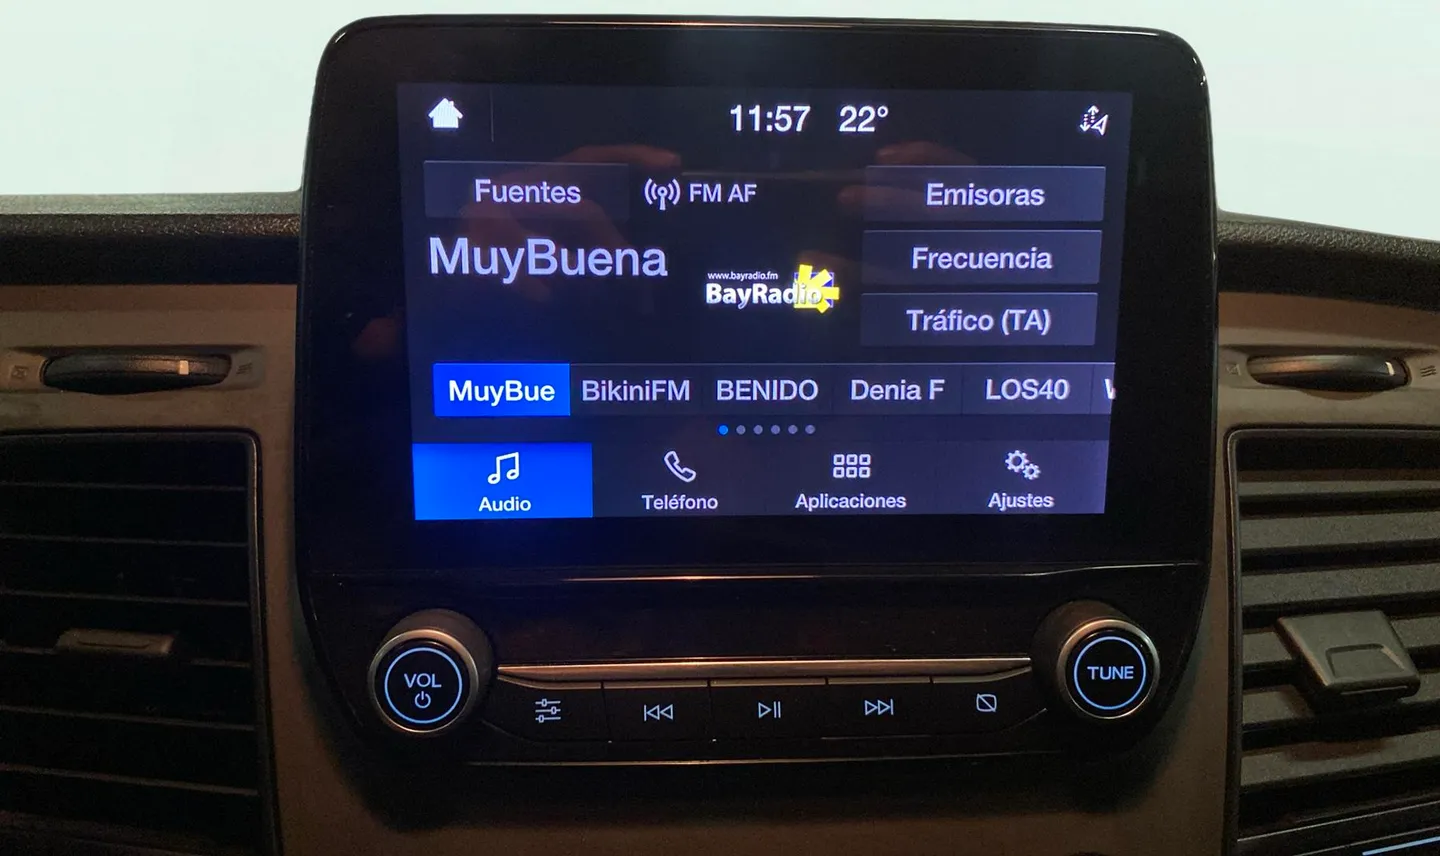 11:57 22°
Fuentes
FM AF
Emisoras
MuyBuena
www.bayradio.fm
BayRadio
Frecuencia
Tráfico (TA)
MuyBue
BikiniFM
BENIDO
Denia F
LOS40
Audio
Teléfono
Aplicaciones
Ajustes
VOL
TUNE